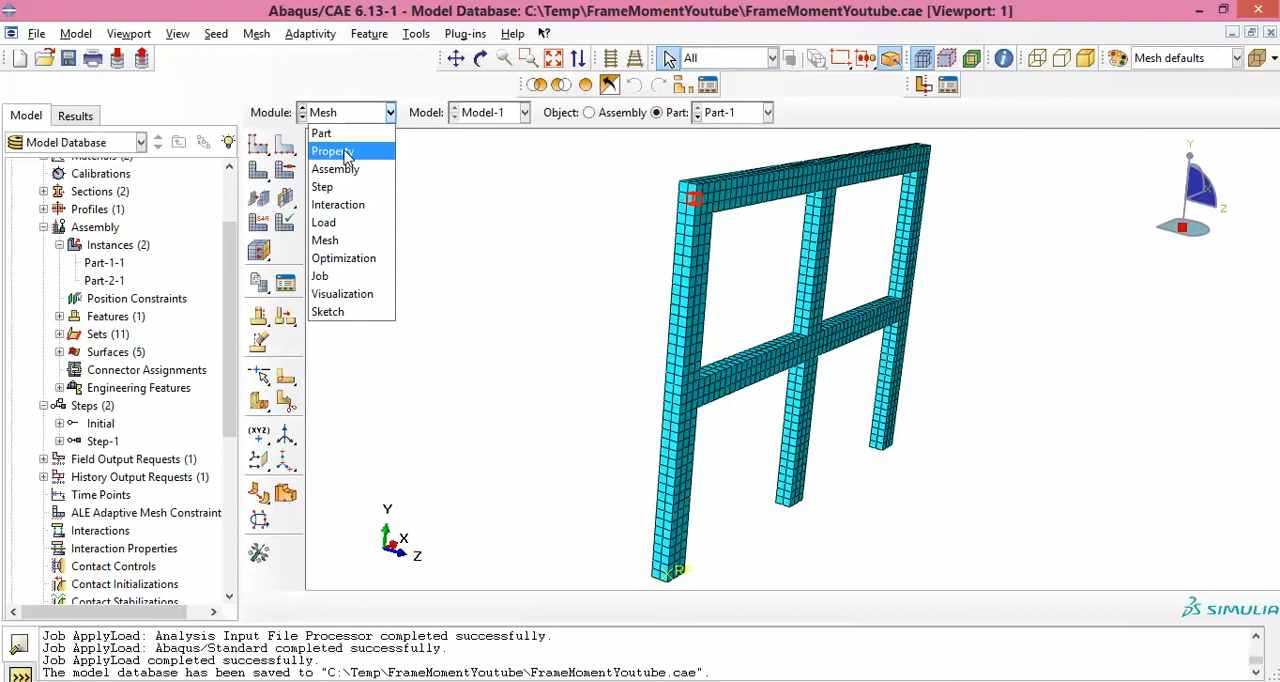 Abaqus/CAE 6.13-1 - Model Database: C:\Temp\FrameMomentYoutube\FrameMomentYoutube.cae [Viewport: 1]
File Model Viewport View Seed Mesh Adaptivity Feature Tools Plug-ins Help
All Mesh defaults
Model Results Module: Mesh Model: Model-1 Object: Assembly Part: Part-1
Model Database
Calibrations
Sections (2)
Profiles (1)
Assembly
Instances (2)
Part-1-1
Part-2-1
Position Constraints
Features (1)
Sets (11)
Surfaces (5)
Connector Assignments
Engineering Features
Steps (2)
Initial
Step-1
Field Output Requests (1)
History Output Requests (1)
Time Points
ALE Adaptive Mesh Constraint
Interactions
Interaction Properties
Contact Controls
Contact Initializations
Contact Stabilizations
Part
Property
Assembly
Step
Interaction
Load
Mesh
Optimization
Job
Visualization
Sketch
(XYZ)
Y
X
Z
Y
X
Z
RP
SIMULIA
Job ApplyLoad: Analysis Input File Processor completed successfully.
Job ApplyLoad: Abaqus/Standard completed successfully.
Job ApplyLoad completed successfully.
The model database has been saved to "C:\Temp\FrameMomentYoutube\FrameMomentYoutube.cae".